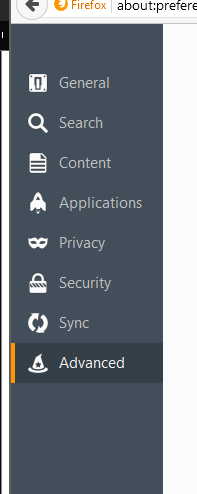 Firefox about:prefere
General
Search
Content
Applications
Privacy
Security
Sync
Advanced